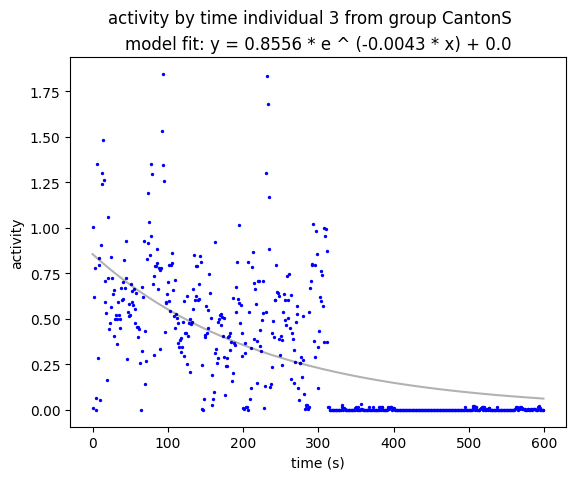 activity by time individual 3 from group CantonS
model fit: y = 0.8556 * e ^ (-0.0043 * x) + 0.0
1.75
1.50
1.25
1.00
0.75
0.50
0.25
0.00
activity
0 100 200 300 400 500 600
time (s)